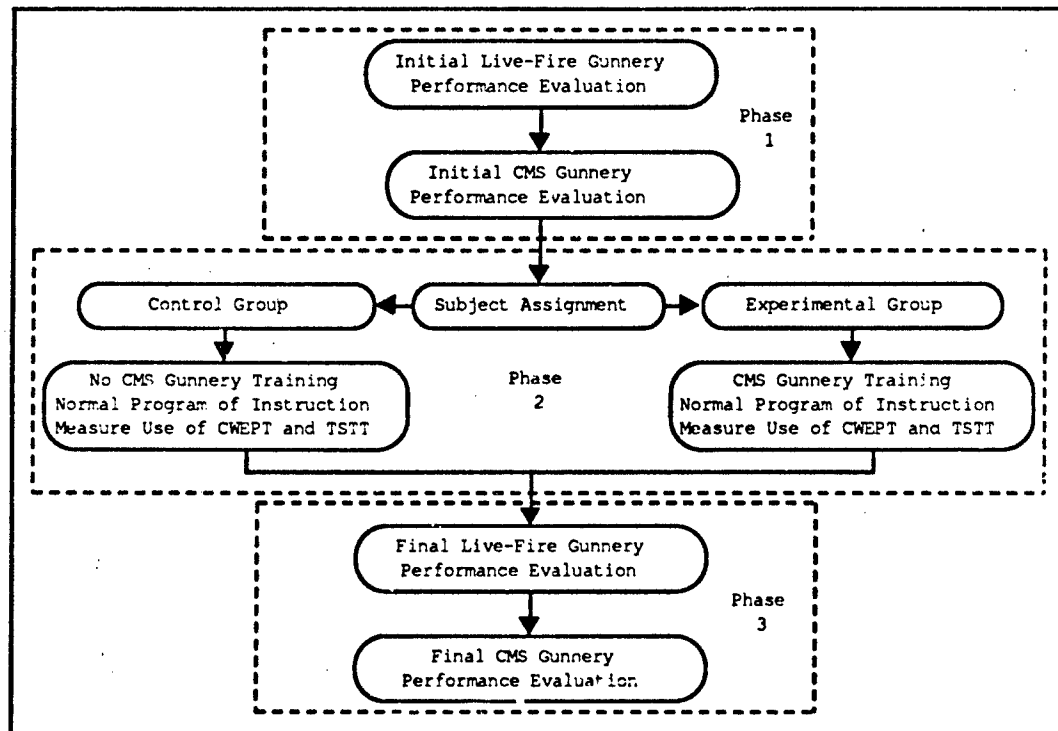 Initial Live-Fire Gunnery
Performance Evaluation
Phase
1
Initial CMS Gunnery
Performance Evaluation
Control Group
Subject Assignment
Experimental Group
No CMS Gunnery Training
Normal Program of Instruction
Measure Use of CWEPT and TSTT
Phase
2
CMS Gunnery Training
Normal Program of Instruction
Measure Use of CWEPT and TSTT
Final Live-Fire Gunnery
Performance Evaluation
Phase
3
Final CMS Gunnery
Performance Evaluation